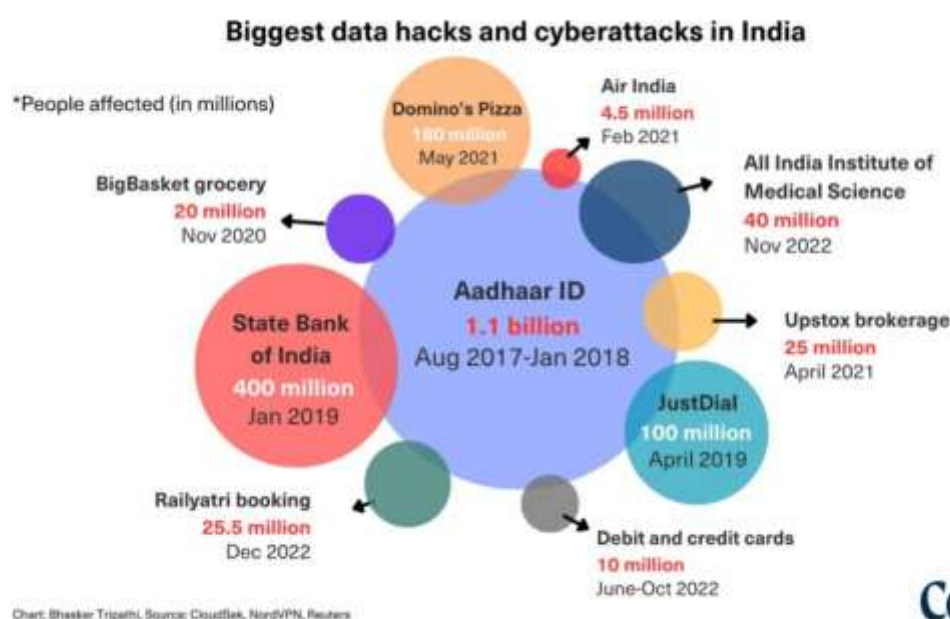 Biggest data hacks and cyberattacks in India
*People affected (in millions)
Domino's Pizza
180 million
May 2021
Air India
4.5 million
Feb 2021
All India Institute of
Medical Science
40 million
Nov 2022
BigBasket grocery
20 million
Nov 2020
Aadhaar ID
1.1 billion
Aug 2017-Jan 2018
State Bank
of India
400 million
Jan 2019
Upstox brokerage
25 million
April 2021
JustDial
100 million
April 2019
Railyatri booking
25.5 million
Dec 2022
Debit and credit cards
10 million
June-Oct 2022
Chart: Bhasker Tripathi, Source: CloudSek, NordVPN, Reuters